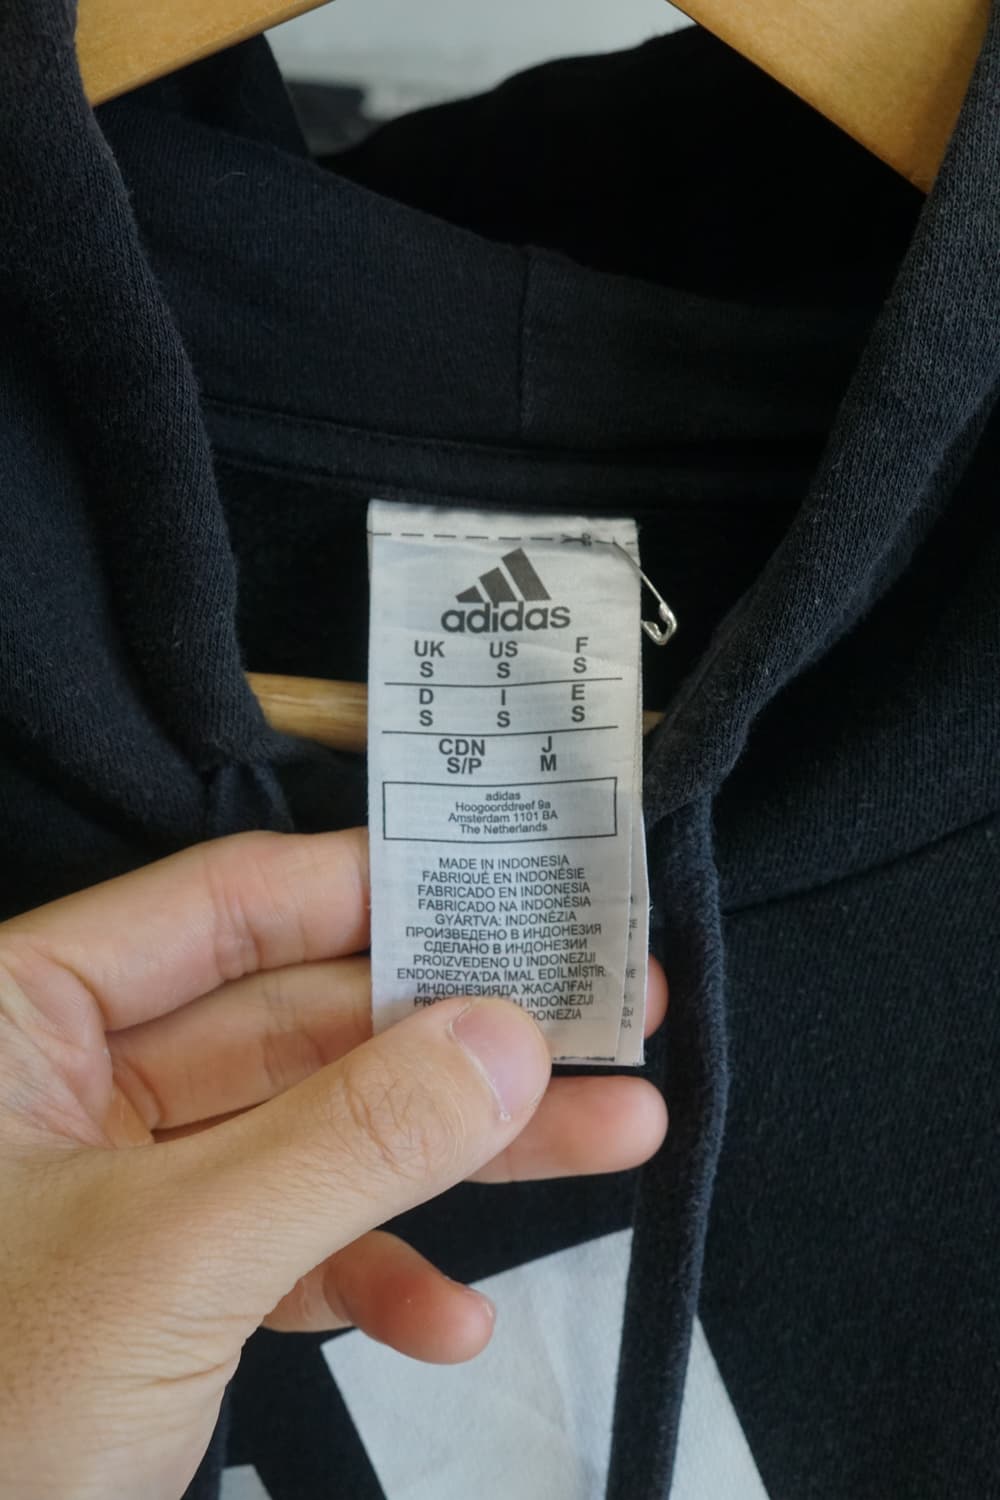 adidas
UK US F
S S S
D I E
S S S
CDN J
S/P M
adidas
Hoogoorddreef 9a
Amsterdam 1101 BA
The Netherlands
MADE IN INDONESIA
FABRIQUÉ EN INDONÉSIE
FABRICADO EN INDONESIA
FABRICADO NA INDONÉSIA
GYÁRTVA: INDONÉZIA
ПРОИЗВЕДЕНО В ИНДОНЕЗИЯ
СДЕЛАНО В ИНДОНЕЗИИ
PROIZVEDENO U INDONEZIJI
ENDONEZYA'DA İMAL EDİLMİŞTİR.
ИНДОНЕЗИЯДА ЖАСАЛҒАН
U INDONEZIJI